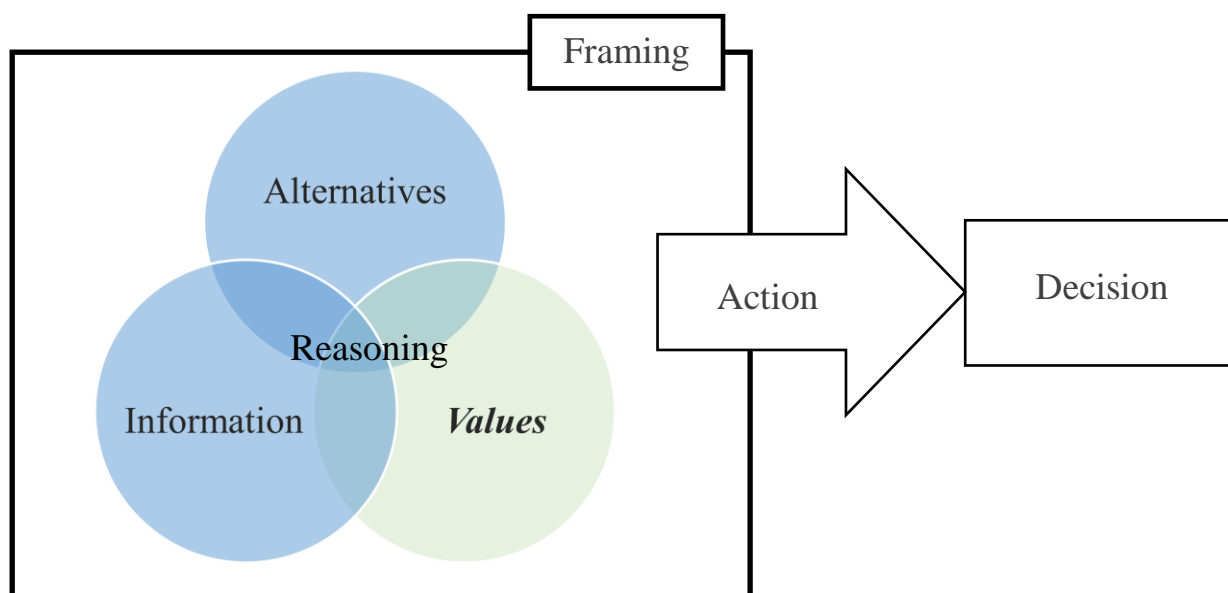 Framing
Alternatives
Reasoning
Information
Values
Action
Decision